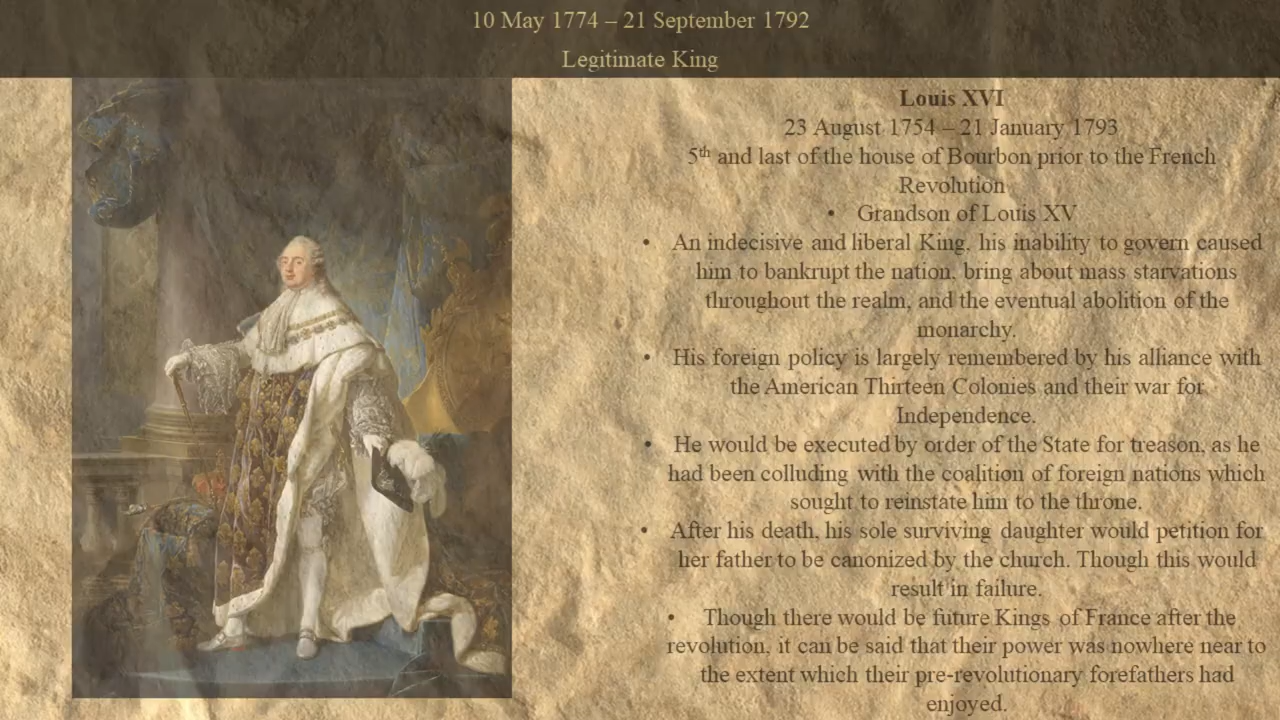 10 May 1774 – 21 September 1792
Legitimate King
Louis XVI
23 August 1754 – 21 January 1793
5th and last of the house of Bourbon prior to the French
Revolution
• Grandson of Louis XV
• An indecisive and liberal King, his inability to govern caused
him to bankrupt the nation, bring about mass starvations
throughout the realm, and the eventual abolition of the
monarchy.
• His foreign policy is largely remembered by his alliance with
the American Thirteen Colonies and their war for
Independence.
• He would be executed by order of the State for treason, as he
had been colluding with the coalition of foreign nations which
sought to reinstate him to the throne.
• After his death, his sole surviving daughter would petition for
her father to be canonized by the church. Though this would
result in failure.
• Though there would be future Kings of France after the
revolution, it can be said that their power was nowhere near to
the extent which their pre-revolutionary forefathers had
enjoyed.